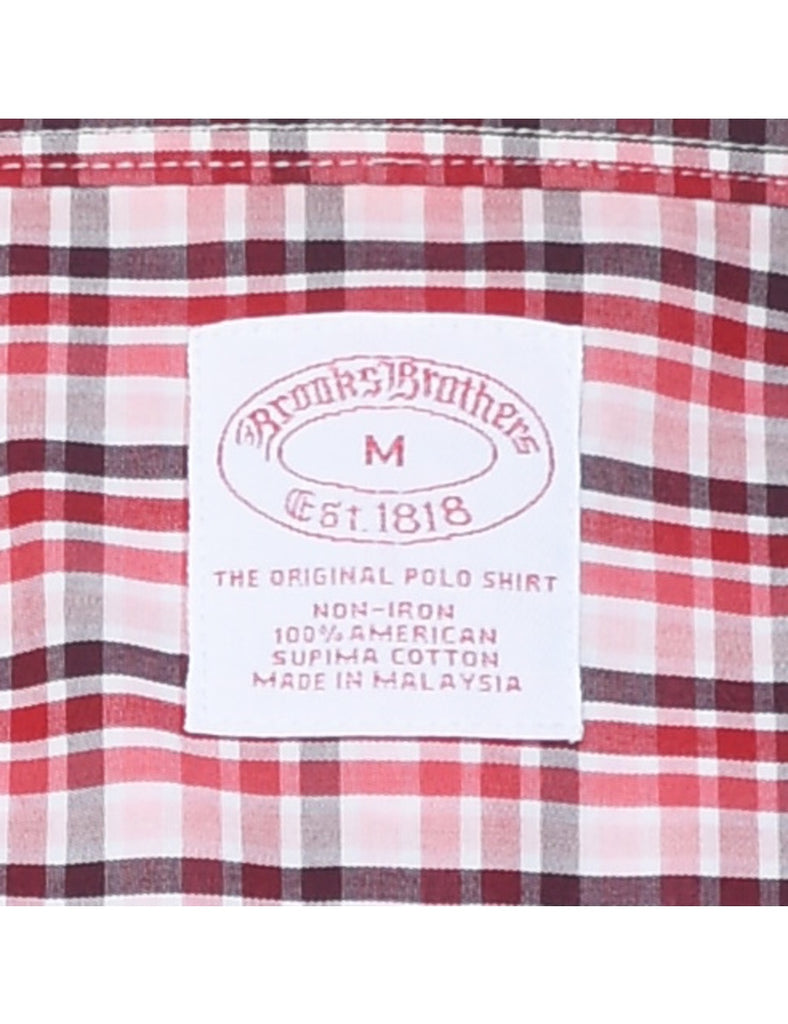 Brooks Brothers
M
Est. 1818
THE ORIGINAL POLO SHIRT
NON-IRON
100% AMERICAN
SUPIMA COTTON
MADE IN MALAYSIA